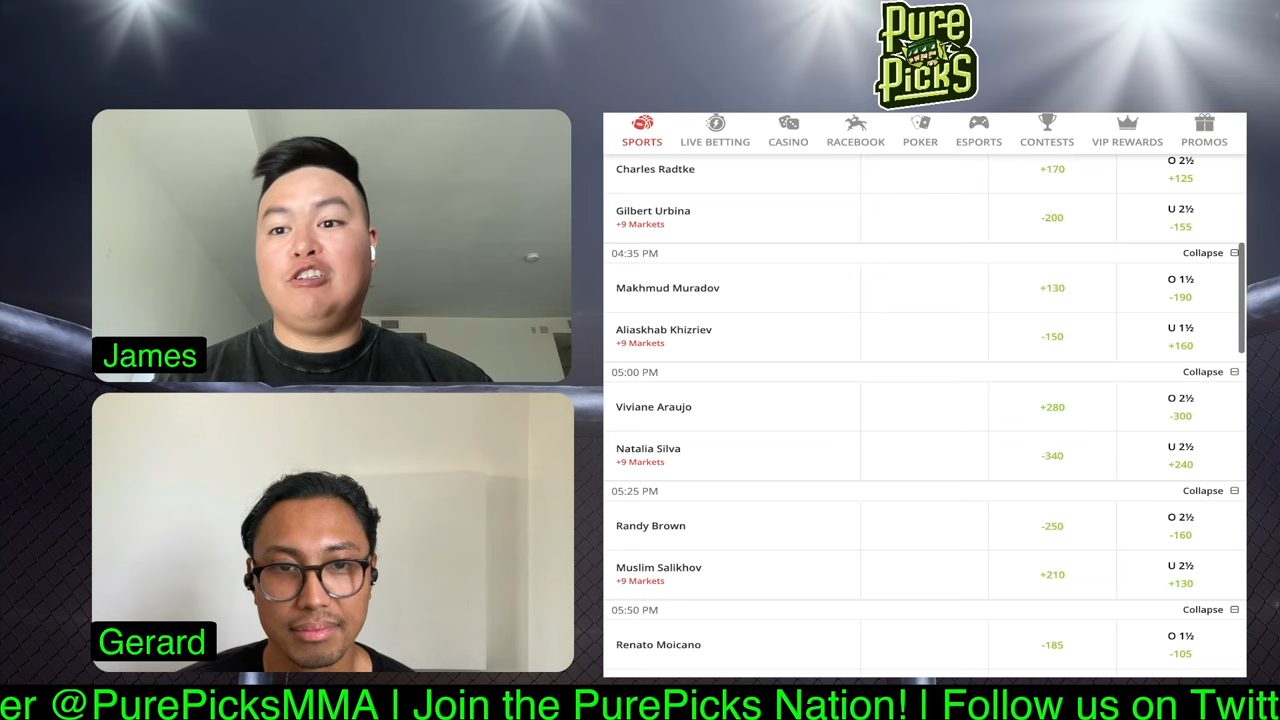 Pure
Picks
James
Gerard
SPORTS LIVE BETTING CASINO RACEBOOK POKER ESPORTS CONTESTS VIP REWARDS PROMOS
Charles Radtke +170 O 2½ +125
Gilbert Urbina -200 U 2½ -155
+9 Markets
04:35 PM Collapse
Makhmud Muradov +130 O 1½ -190
Aliaskhab Khizriev -150 U 1½ +160
+9 Markets
05:00 PM Collapse
Viviane Araujo +280 O 2½ -300
Natalia Silva -340 U 2½ +240
+9 Markets
05:25 PM Collapse
Randy Brown -250 O 2½ -160
Muslim Salikhov +210 U 2½ +130
+9 Markets
05:50 PM Collapse
Renato Moicano -185 O 1½ -105
er @PurePicksMMA | Join the PurePicks Nation! | Follow us on Twitt